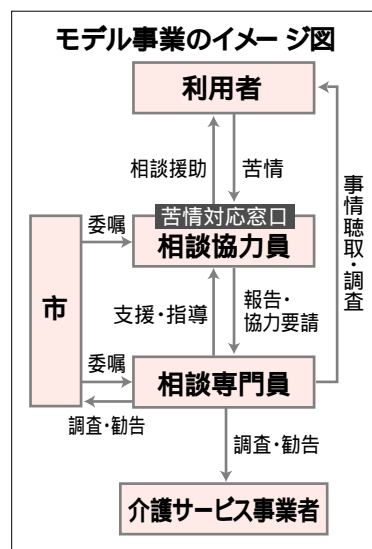 モデル事業のイメージ図
利用者
相談援助
苦情
事情聴取・調査
苦情対応窓口
委嘱
相談協力員
市
支援・指導
報告・
協力要請
委嘱
相談専門員
調査・勧告
調査・勧告
介護サービス事業者